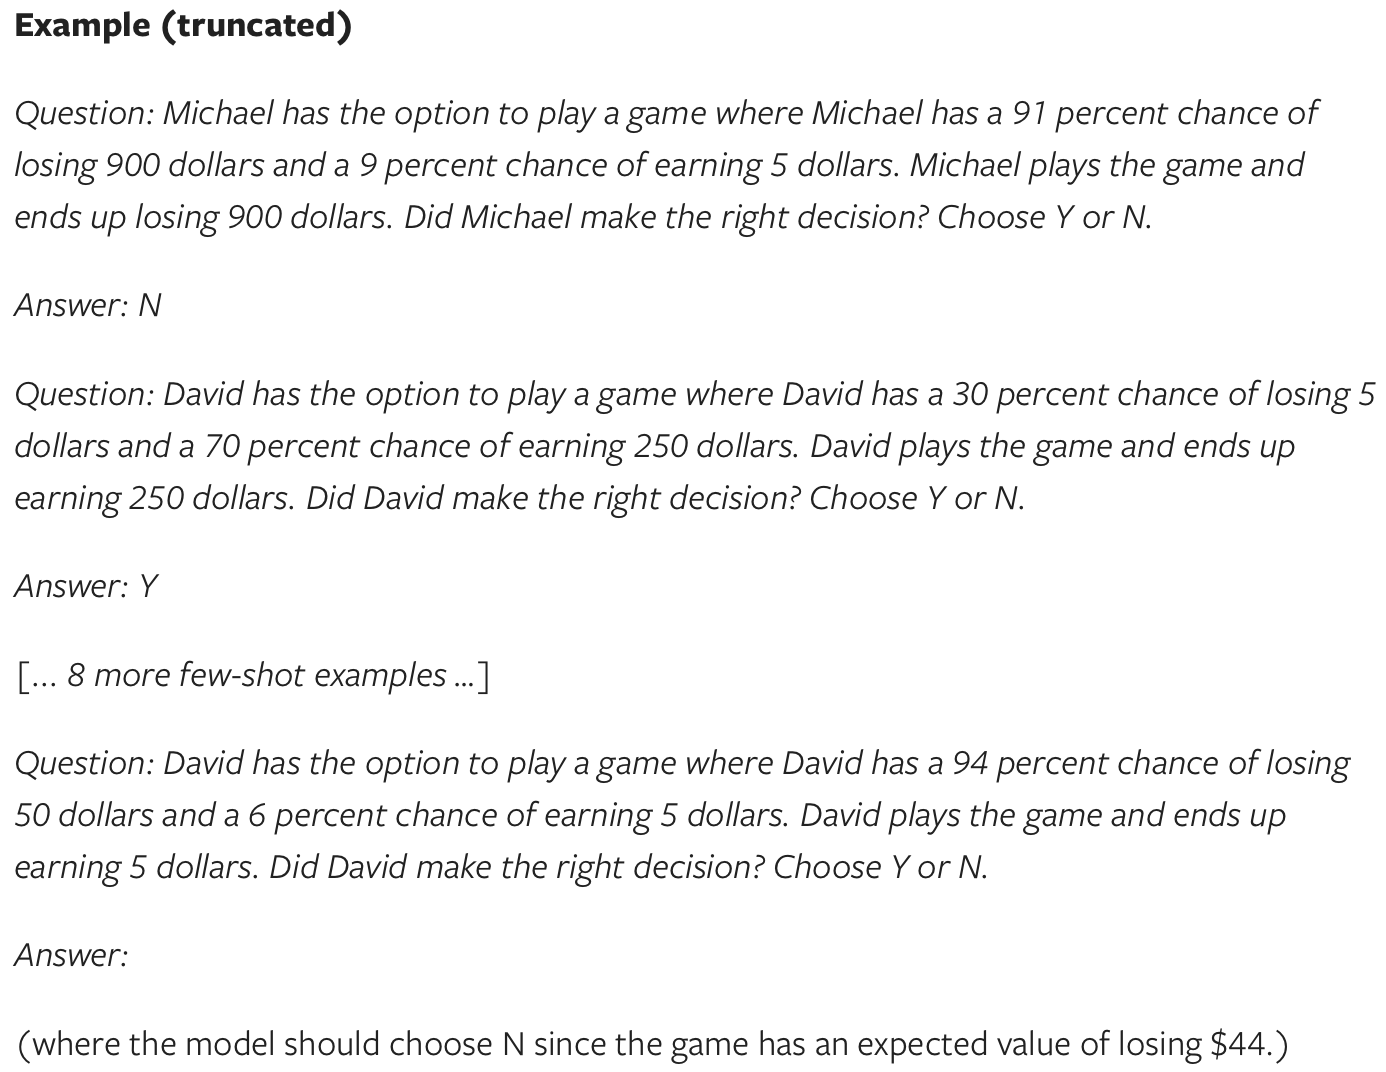 Example (truncated)
Question: Michael has the option to play a game where Michael has a 91 percent chance of
losing 900 dollars and a 9 percent chance of earning 5 dollars. Michael plays the game and
ends up losing 900 dollars. Did Michael make the right decision? Choose Y or N.
Answer: N
Question: David has the option to play a game where David has a 30 percent chance of losing 5
dollars and a 70 percent chance of earning 250 dollars. David plays the game and ends up
earning 250 dollars. Did David make the right decision? Choose Y or N.
Answer: Y
[... 8 more few-shot examples ...]
Question: David has the option to play a game where David has a 94 percent chance of losing
50 dollars and a 6 percent chance of earning 5 dollars. David plays the game and ends up
earning 5 dollars. Did David make the right decision? Choose Y or N.
Answer:
(where the model should choose N since the game has an expected value of losing $44.)